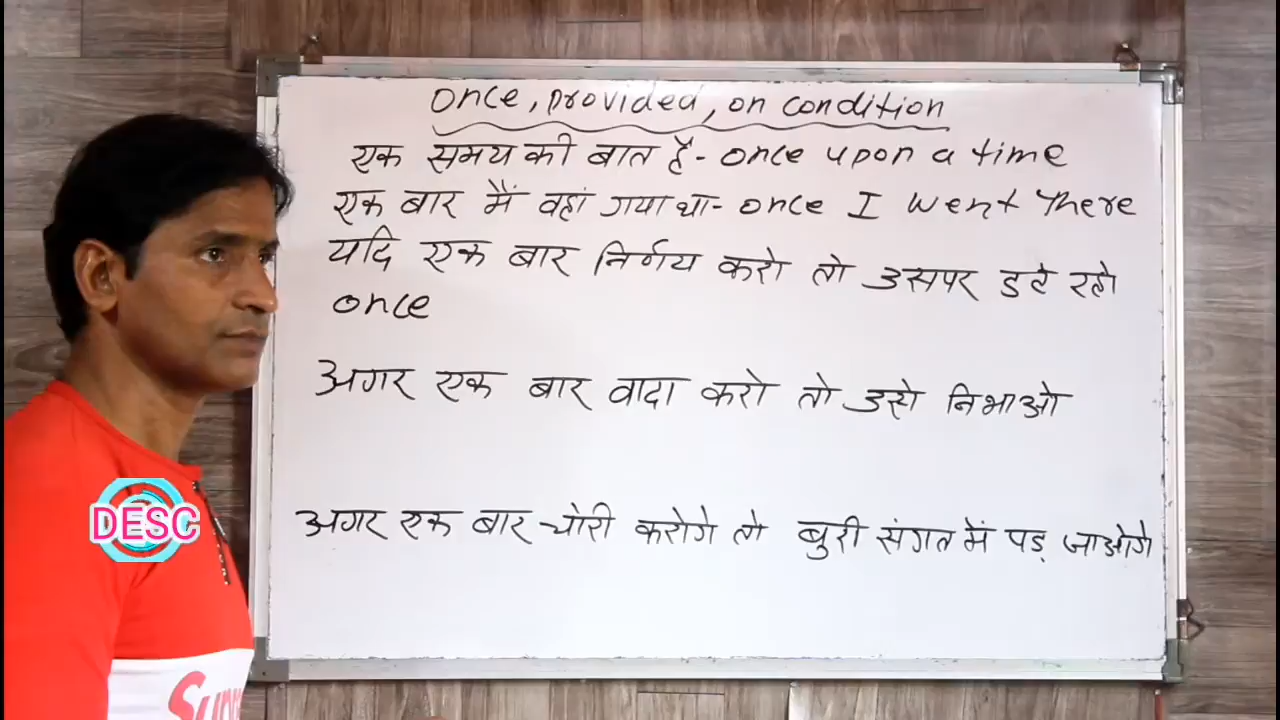 once, provided, on condition
एक समय की बात है - once upon a time
एक बार मैं वहां गया था - once I went there
यदि एक बार निर्णय करो तो उसपर डटे रहो
once
अगर एक बार वादा करो तो उसे निभाओ
अगर एक बार चोरी करोगे तो बुरी संगत में पड़ जाओगे
DESC